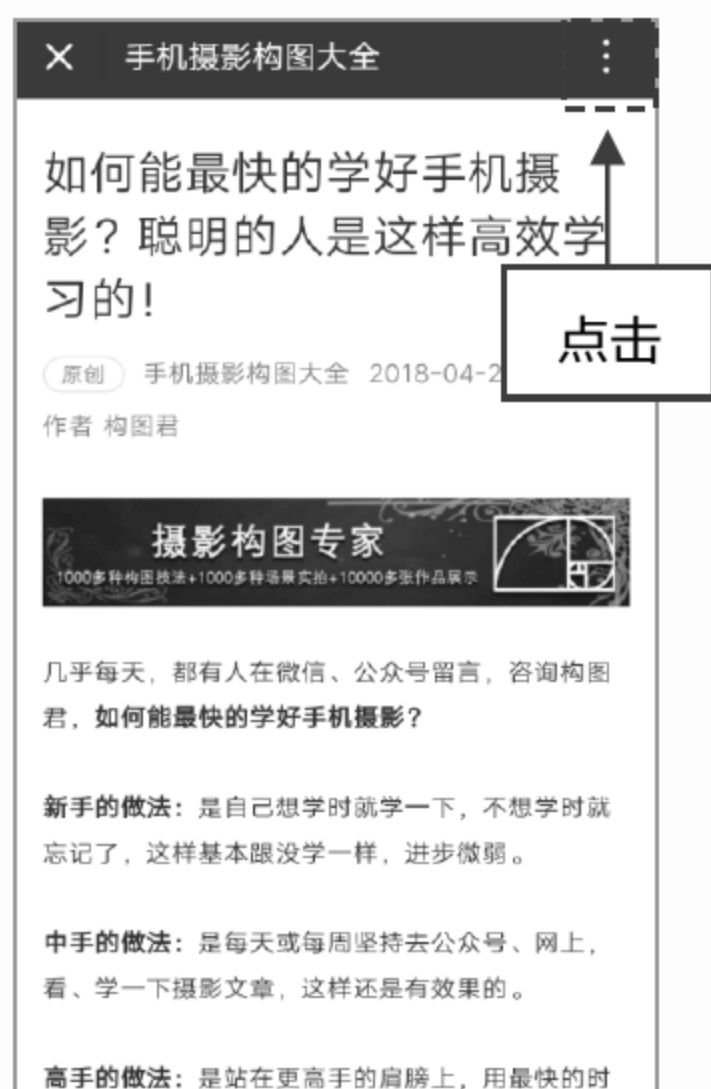 手机摄影构图大全
如何能最快的学好手机摄
影？聪明的人是这样高效学
习的！
点击
原创 手机摄影构图大全 2018-04-2
作者 构图君
摄影构图专家
1000多种构图技法+1000多种场景实拍+10000多张作品展示
几乎每天，都有人在微信、公众号留言，咨询构图
君，如何能最快的学好手机摄影？
新手的做法：是自己想学时就学一下，不想学时就
忘记了，这样基本跟没学一样，进步微弱。
中手的做法：是每天或每周坚持去公众号、网上，
看、学一下摄影文章，这样还是有效果的。
高手的做法：是站在更高手的肩膀上，用最快的时